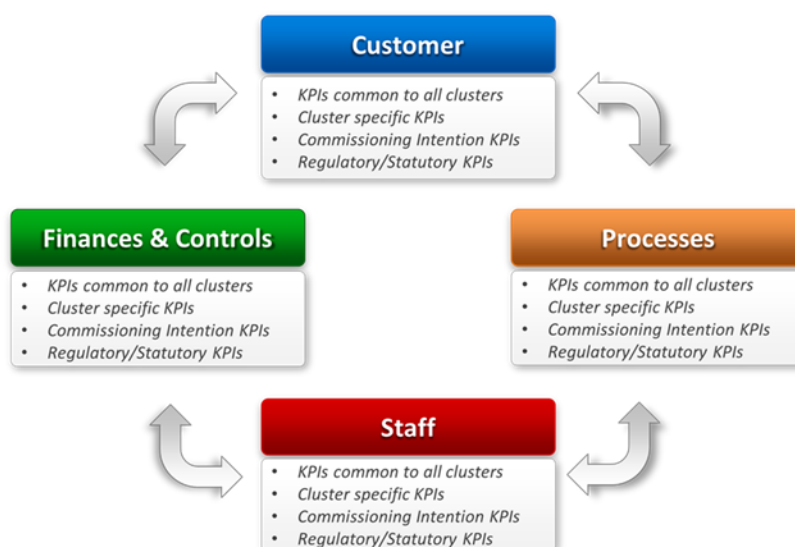 Customer
• KPIs common to all clusters
• Cluster specific KPIs
• Commissioning Intention KPIs
• Regulatory/Statutory KPIs
Finances & Controls
• KPIs common to all clusters
• Cluster specific KPIs
• Commissioning Intention KPIs
• Regulatory/Statutory KPIs
Processes
• KPIs common to all clusters
• Cluster specific KPIs
• Commissioning Intention KPIs
• Regulatory/Statutory KPIs
Staff
• KPIs common to all clusters
• Cluster specific KPIs
• Commissioning Intention KPIs
• Regulatory/Statutory KPIs